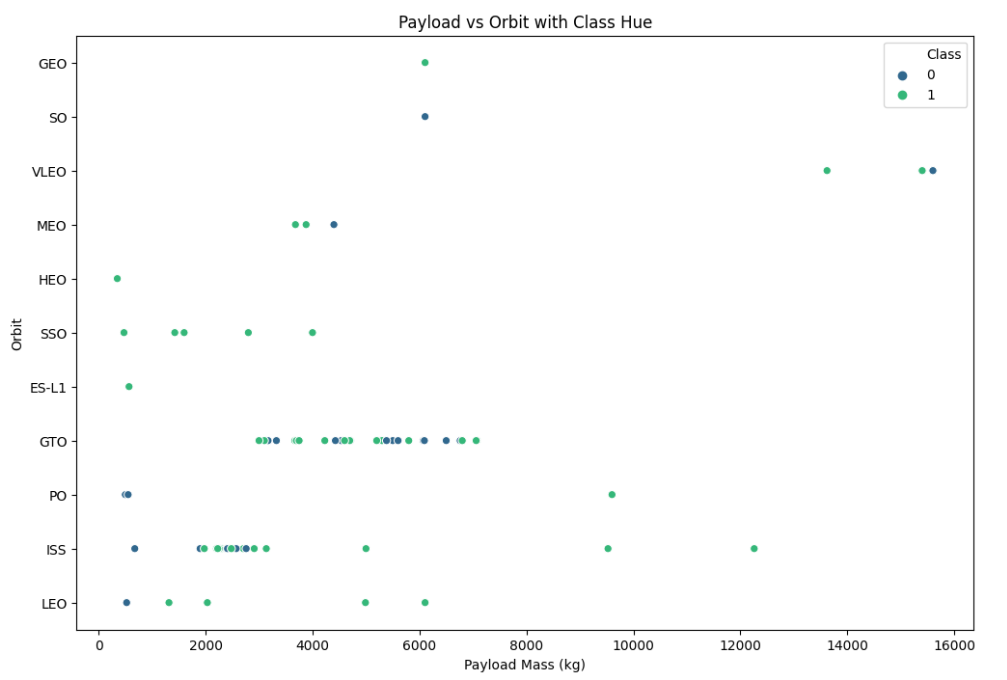 Payload vs Orbit with Class Hue
Class
0
1
GEO
SO
VLEO
MEO
HEO
SSO
ES-L1
GTO
PO
ISS
LEO
Orbit
0 2000 4000 6000 8000 10000 12000 14000 16000
Payload Mass (kg)